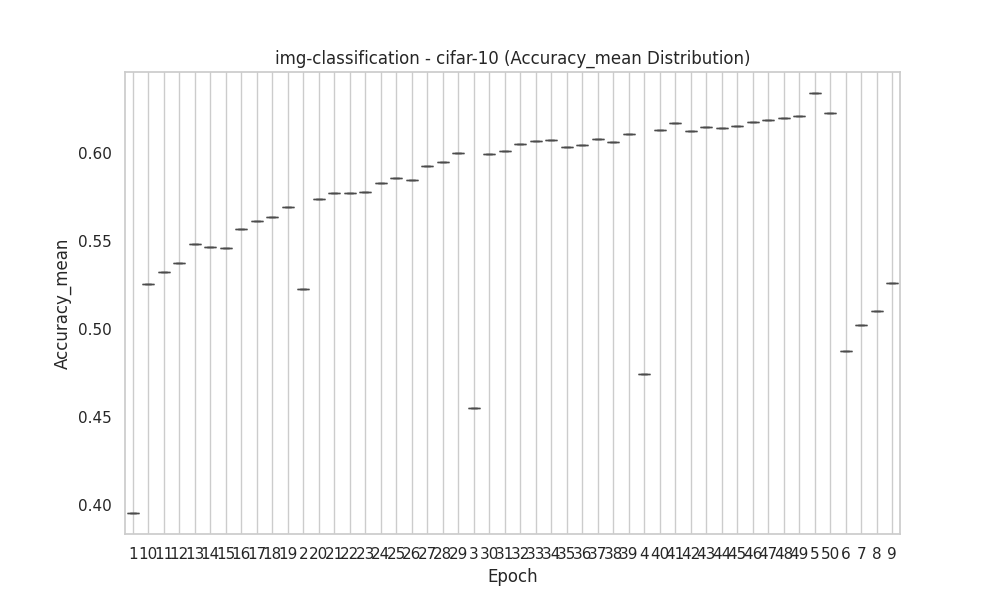 img-classification - cifar-10 (Accuracy_mean Distribution)
Accuracy_mean
0.60
0.55
0.50
0.45
0.40
1 10 11 12 13 14 15 16 17 18 19 2 20 21 22 23 24 25 26 27 28 29 3 30 31 32 33 34 35 36 37 38 39 4 40 41 42 43 44 45 46 47 48 49 5 50 6 7 8 9
Epoch